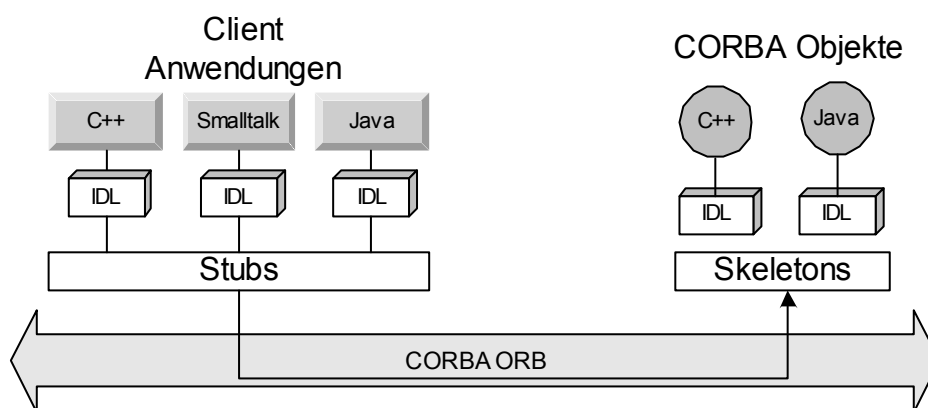 Client
Anwendungen
CORBA Objekte
C++
Smalltalk
Java
C++
Java
IDL
IDL
IDL
IDL
IDL
Stubs
Skeletons
CORBA ORB